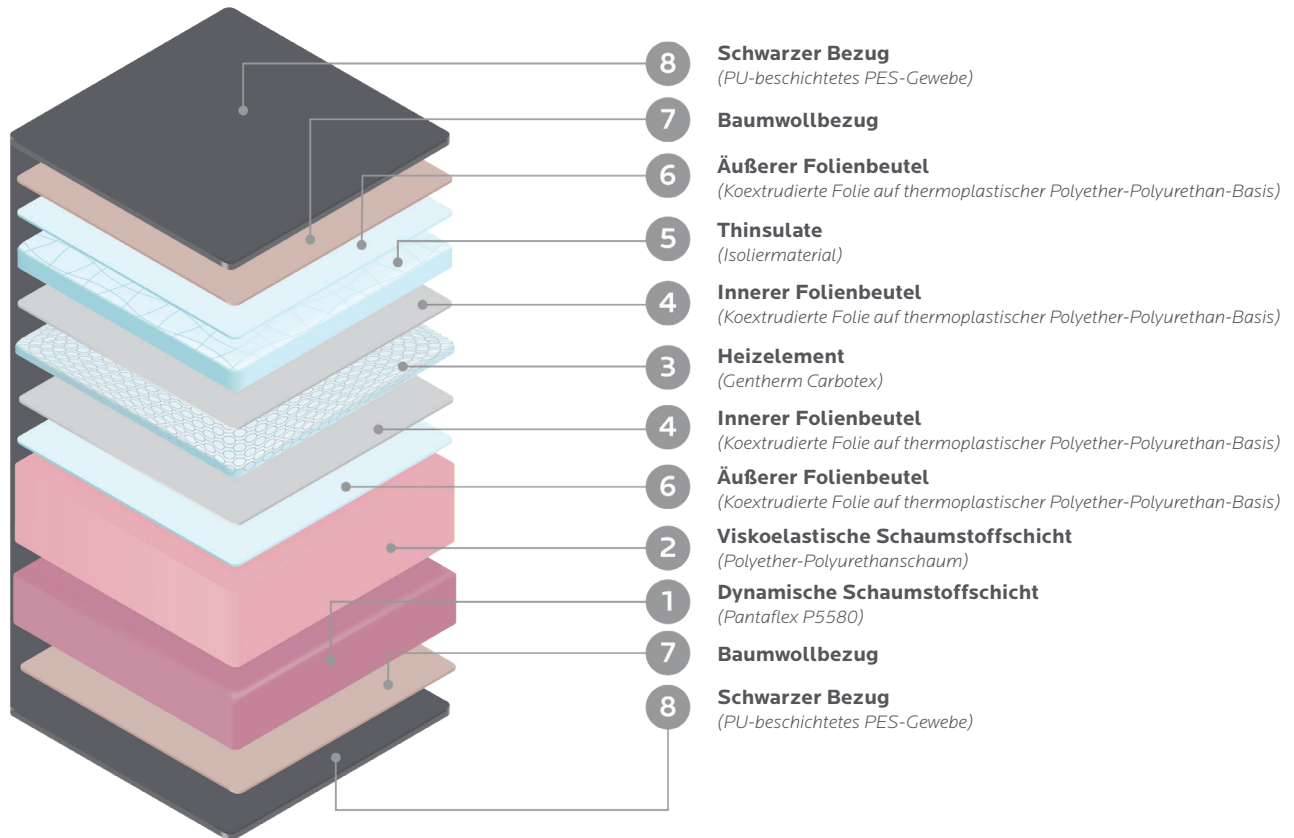 8
Schwarzer Bezug
(PU-beschichtetes PES-Gewebe)
7
Baumwollbezug
6
Äußerer Folienbeutel
(Koextrudierte Folie auf thermoplastischer Polyether-Polyurethan-Basis)
5
Thinsulate
(Isoliermaterial)
4
Innerer Folienbeutel
(Koextrudierte Folie auf thermoplastischer Polyether-Polyurethan-Basis)
3
Heizelement
(Gentherm Carbotex)
4
Innerer Folienbeutel
(Koextrudierte Folie auf thermoplastischer Polyether-Polyurethan-Basis)
6
Äußerer Folienbeutel
(Koextrudierte Folie auf thermoplastischer Polyether-Polyurethan-Basis)
2
Viskoelastische Schaumstoffschicht
(Polyether-Polyurethanschaum)
1
Dynamische Schaumstoffschicht
(Pantaflex P5580)
7
Baumwollbezug
8
Schwarzer Bezug
(PU-beschichtetes PES-Gewebe)